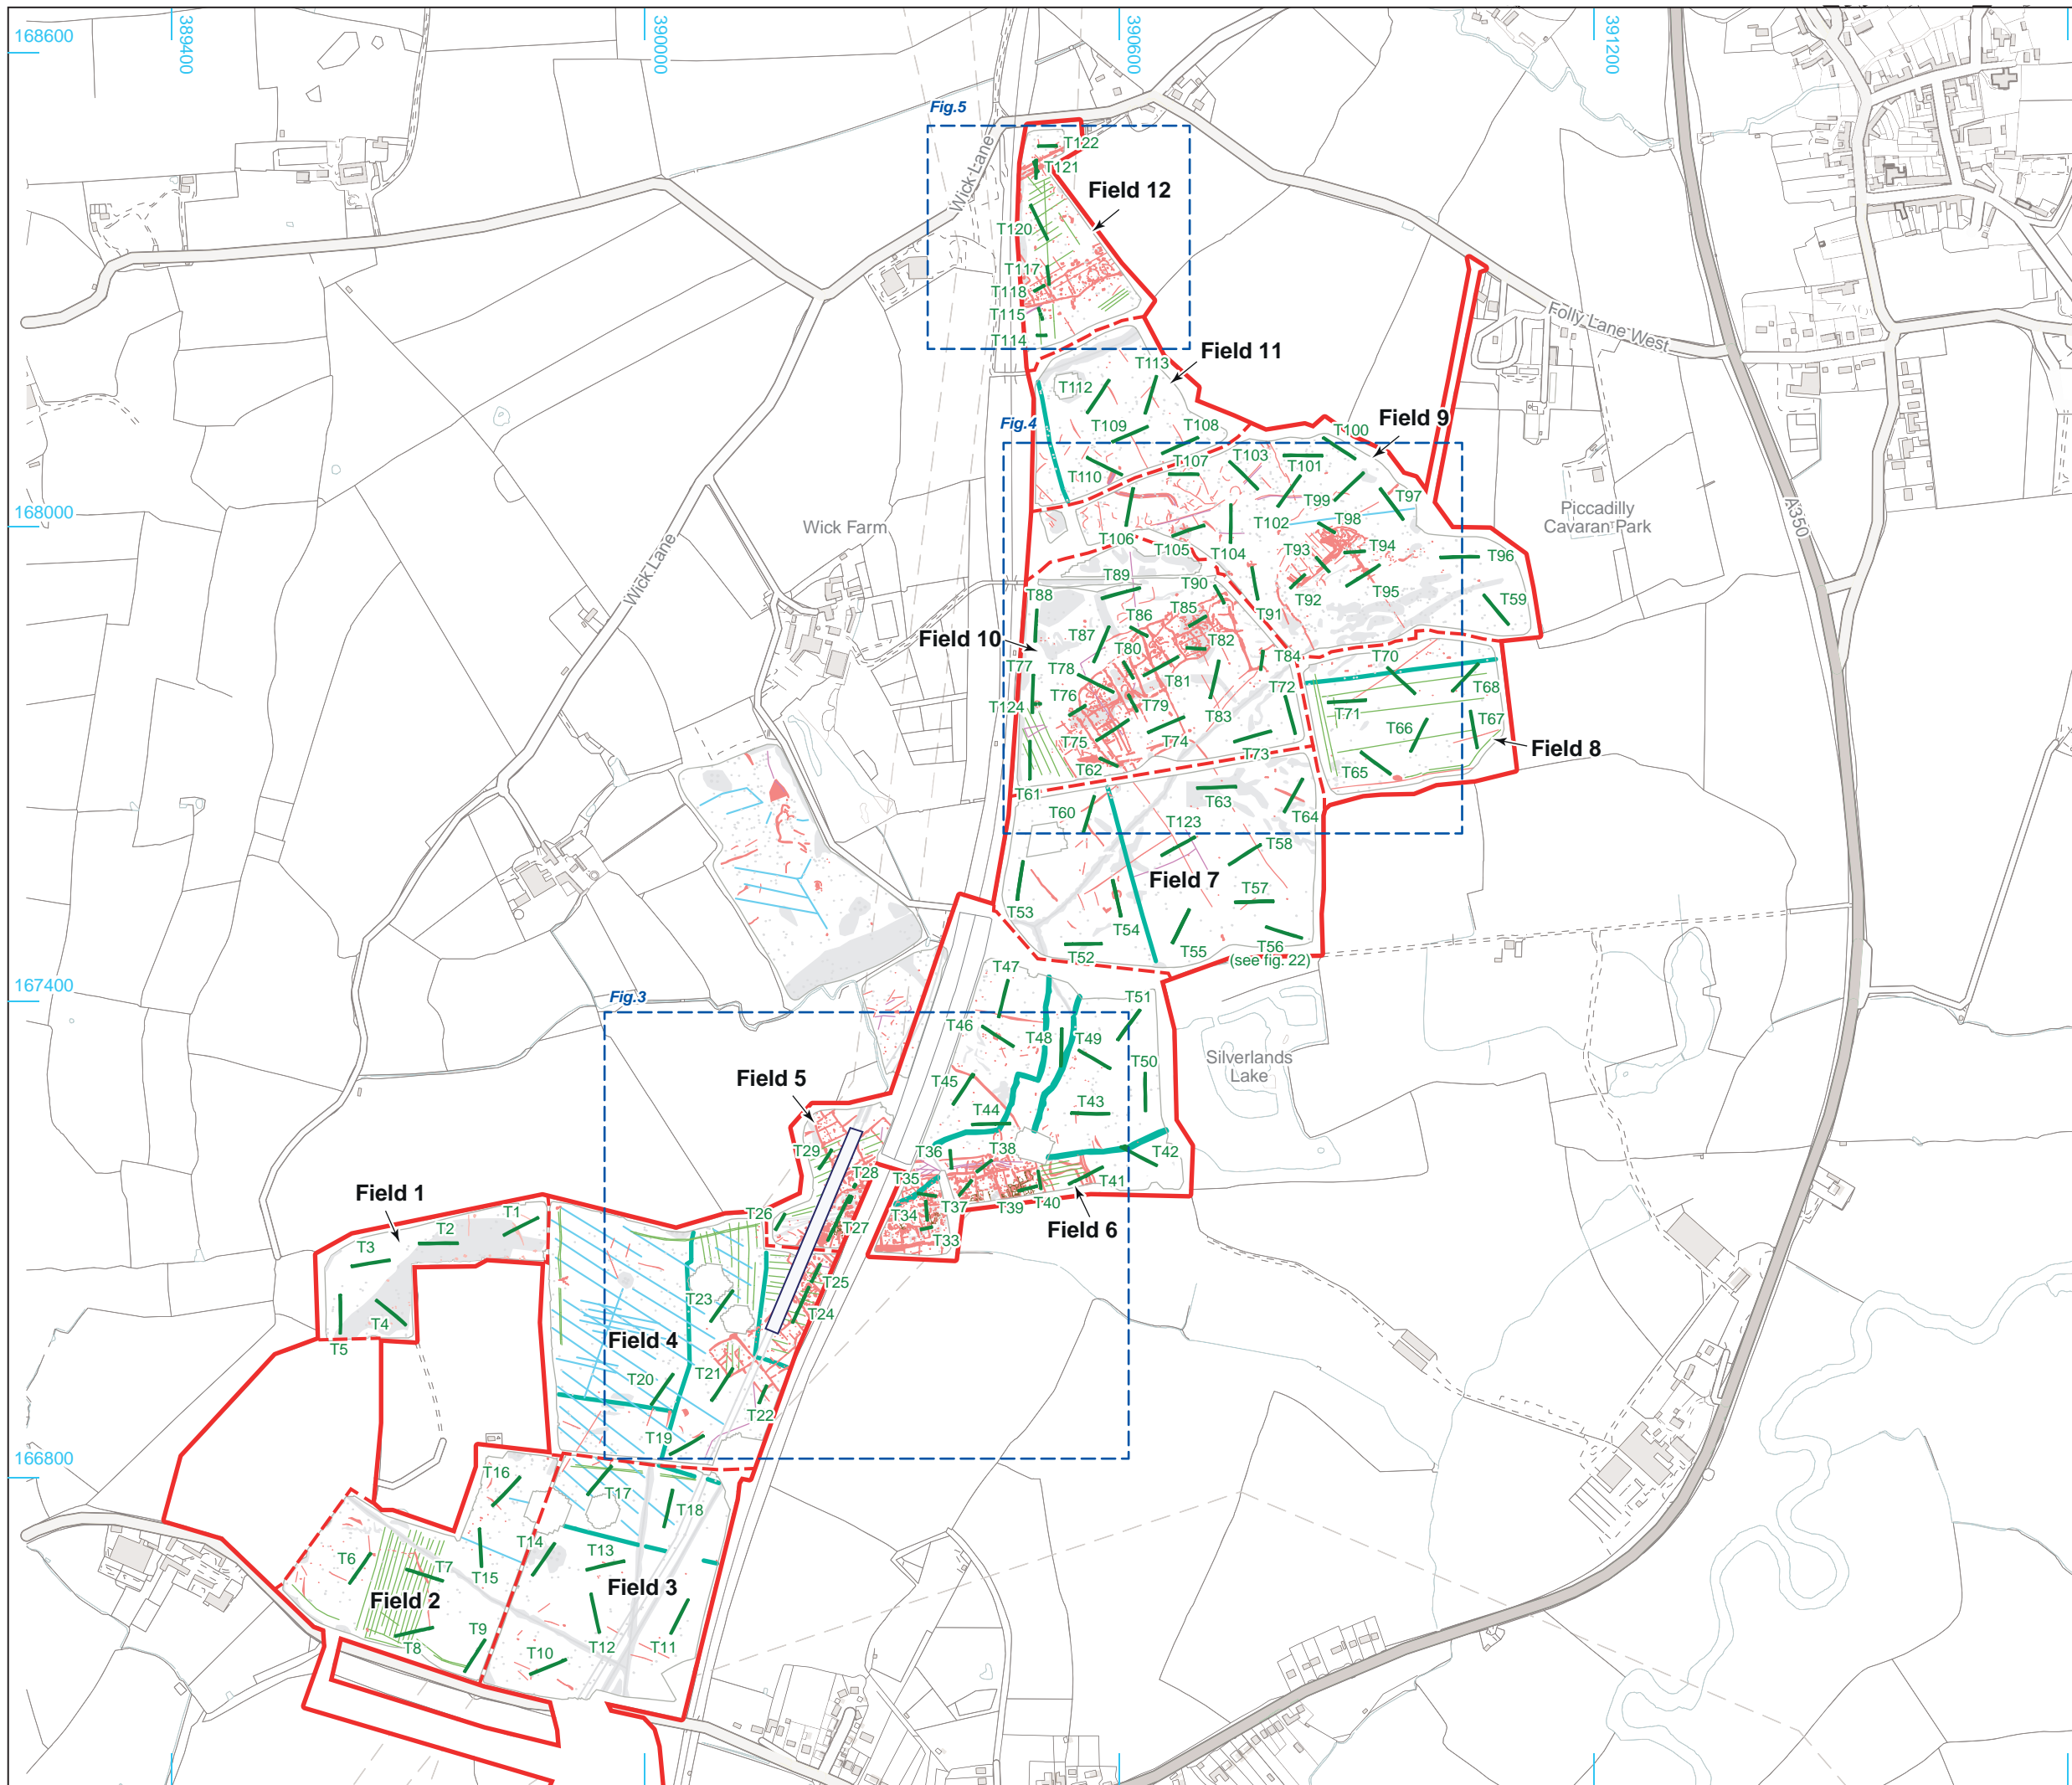 389400
390000
390600
391200
168600
Fig.5
T122
T121
Field 12
Wick Lane
T120
T117
T118
T115
T114
Folly Lane West
Field 11
T113
T112
Fig.4
T109
T108
Field 9
T100
T110
T107
T103
T101
T99
T97
168000
Wick Farm
Piccadilly
Cavaran Park
A350
T102
T98
T106
T105
T104
T93
T94
T96
Wick Lane
T89
T90
T92
T95
T88
T86
T85
T91
T59
Field 10
T87
T82
T80
T84
T70
T77
T78
T81
T76
T72
T68
T124
T79
T83
T71
T66
T67
T75
T74
Field 8
T62
T73
T65
T61
T60
T63
T64
T123
T58
Field 7
T57
T53
T54
T55
T56
(see fig. 22)
T52
T47
167400
Fig.3
T51
T46
T48
T49
Silverlands
Lake
T50
Field 5
T45
T44
T43
T29
T36
T38
T42
T28
T35
Field 1
T37
T39
T40
T41
T26
T34
T27
Field 6
T1
T2
T3
T33
T25
T23
T24
T4
T5
Field 4
T20
T21
T22
T19
166800
T16
T17
T18
T14
T13
T6
T7
T15
Field 3
Field 2
T9
T8
T10
T12
T11